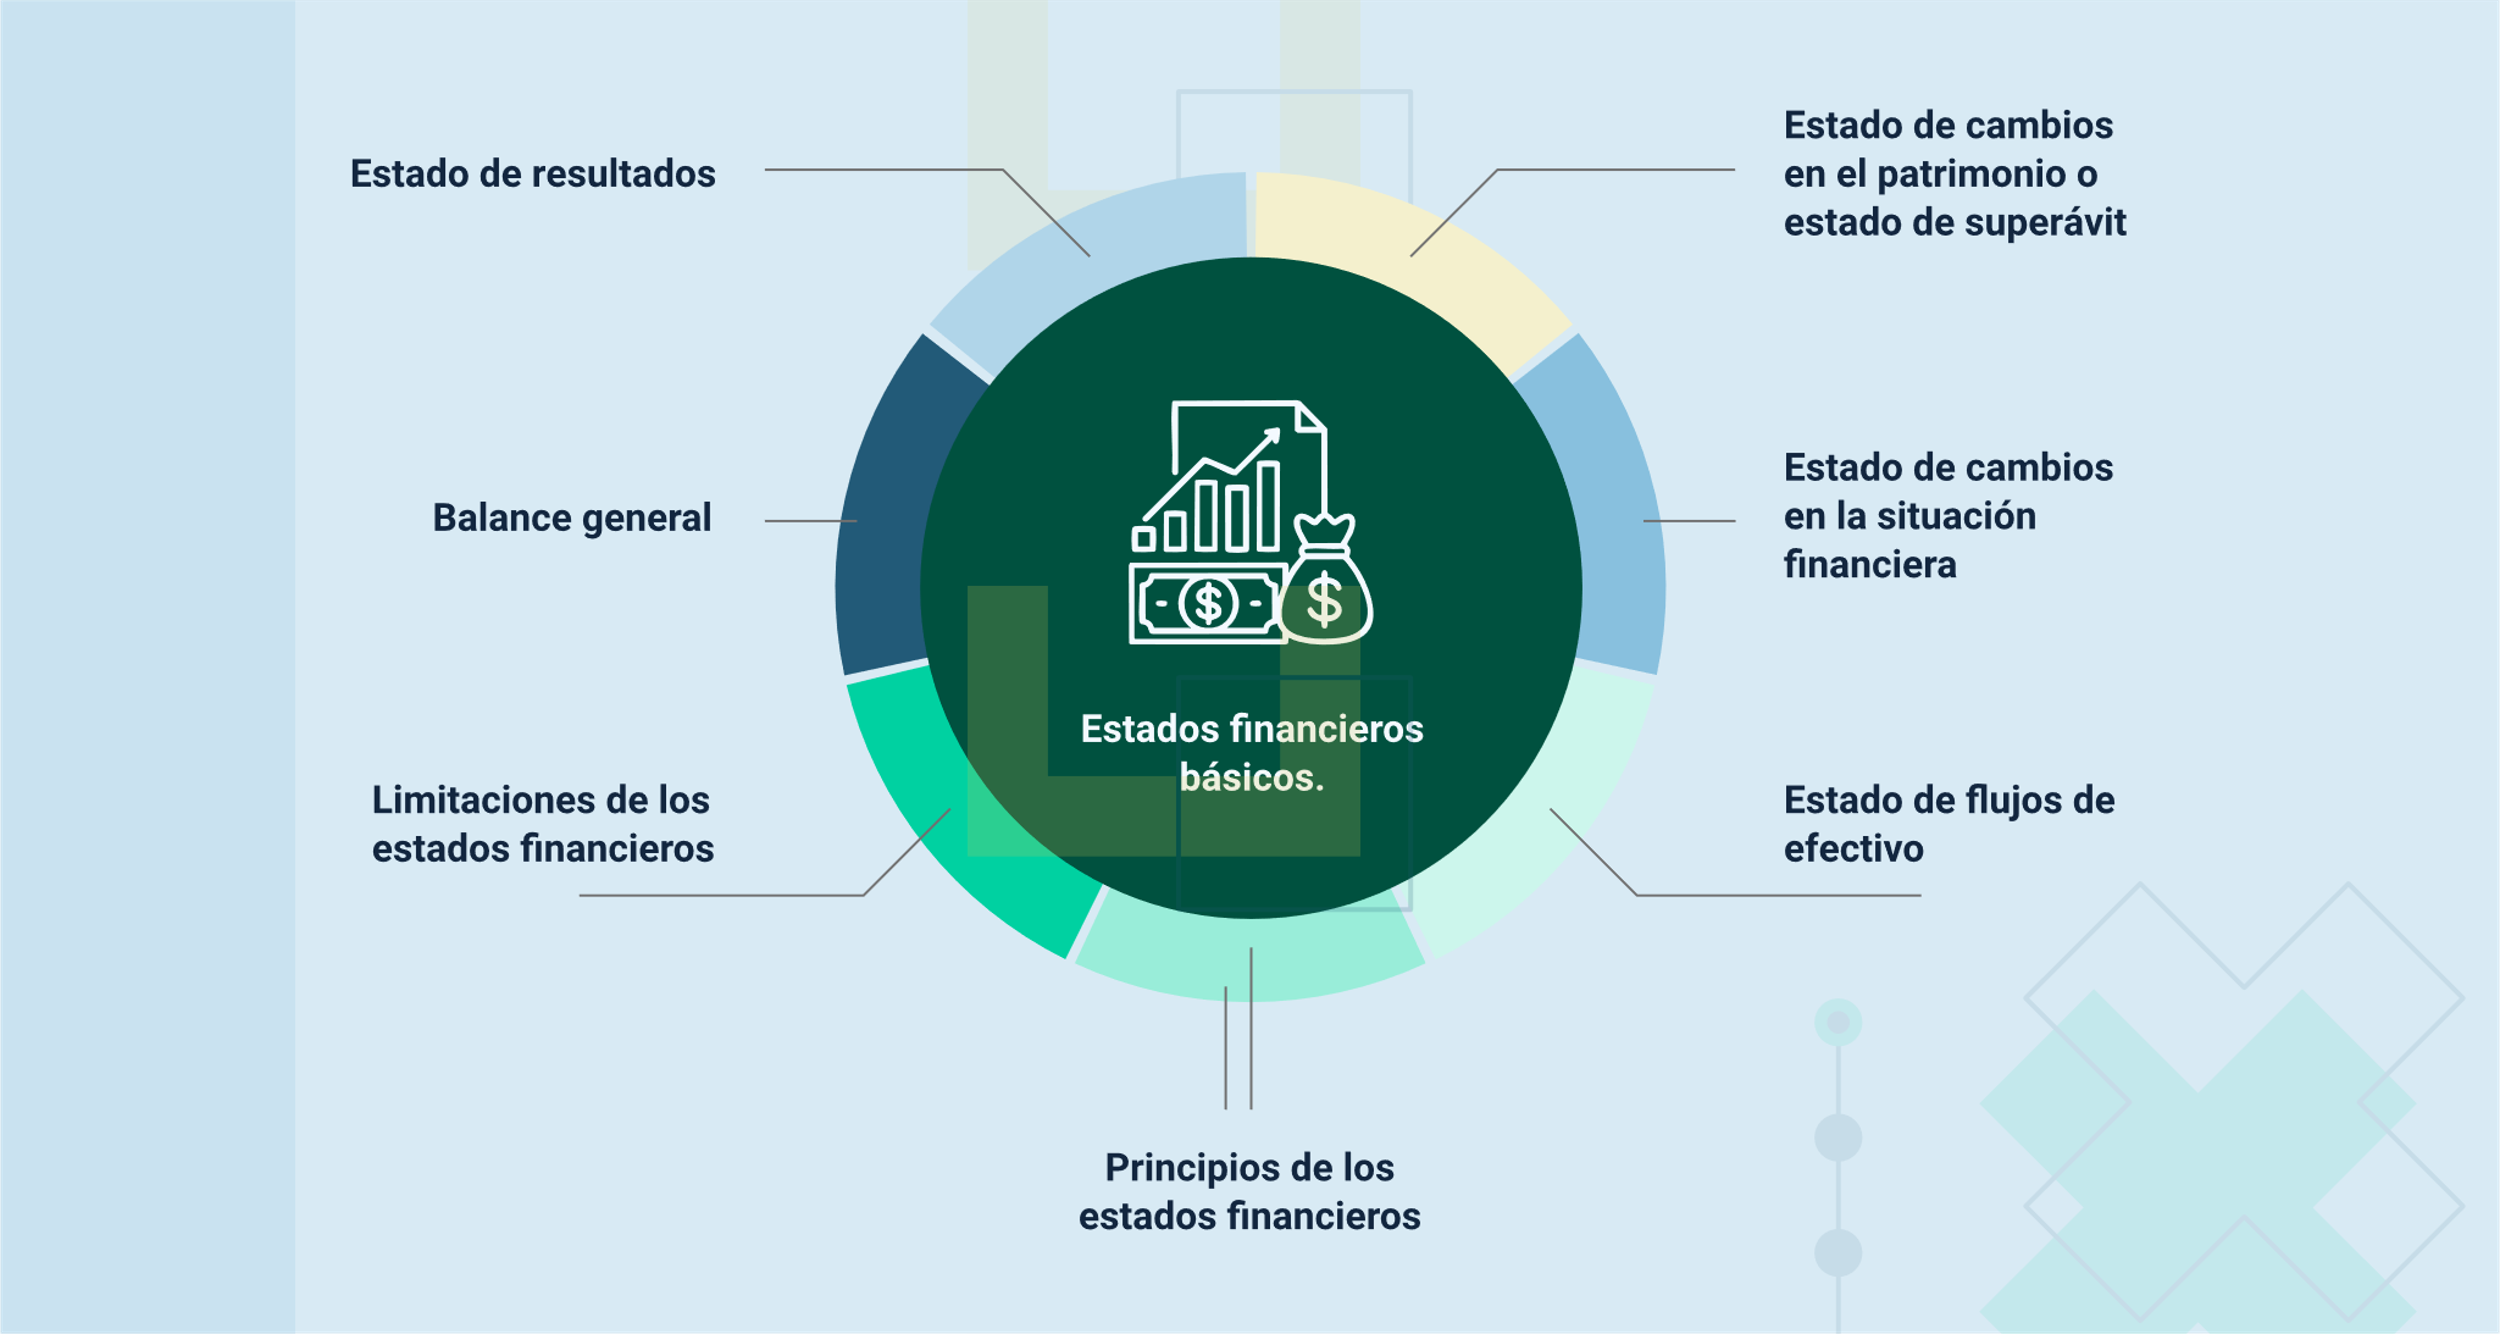 Estado de resultados
Balance general
Limitaciones de los
estados financieros
Estados financieros
básicos.
Estado de cambios
en el patrimonio o
estado de superávit
Estado de cambios
en la situación
financiera
Estado de flujos de
efectivo
Principios de los
estados financieros